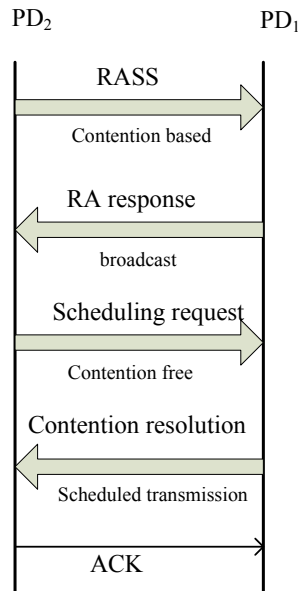 PD2 PD1
RASS
Contention based
RA response
broadcast
Scheduling request
Contention free
Contention resolution
Scheduled transmission
ACK